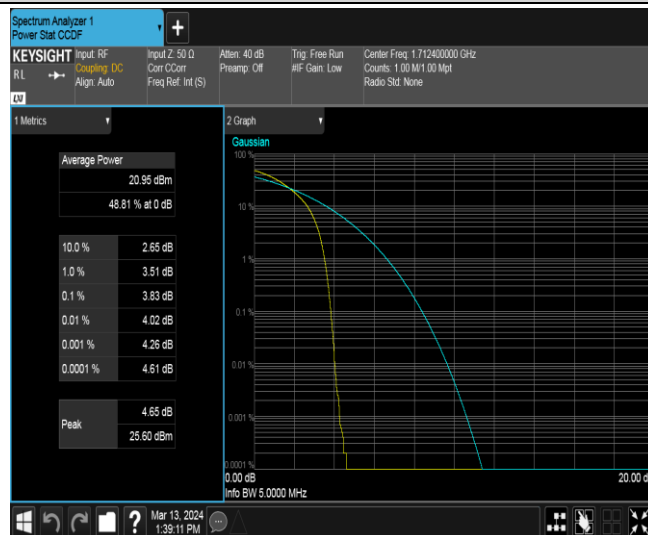 Spectrum Analyzer 1
Power Stat CCDF
+
KEYSIGHT
RL
LXI
Input: RF
Coupling: DC
Align: Auto
Input Z: 50 Ω
Corr CCorr
Freq Ref: Int (S)
Atten: 40 dB
Preamp: Off
Trig: Free Run
#IF Gain: Low
Center Freq: 1.712400000 GHz
Counts: 1.00 M/1.00 Mpt
Radio Std: None
1 Metrics
Average Power
20.95 dBm
48.81 % at 0 dB
10.0 % 2.65 dB
1.0 % 3.51 dB
0.1 % 3.83 dB
0.01 % 4.02 dB
0.001 % 4.26 dB
0.0001 % 4.61 dB
Peak 4.65 dB
25.60 dBm
2 Graph
Gaussian
100 %
10 %
1 %
0.1 %
0.01 %
0.001 %
0.0001 %
0.00 dB 20.00 dB
Info BW 5.0000 MHz
?
Mar 13, 2024
1:39:11 PM